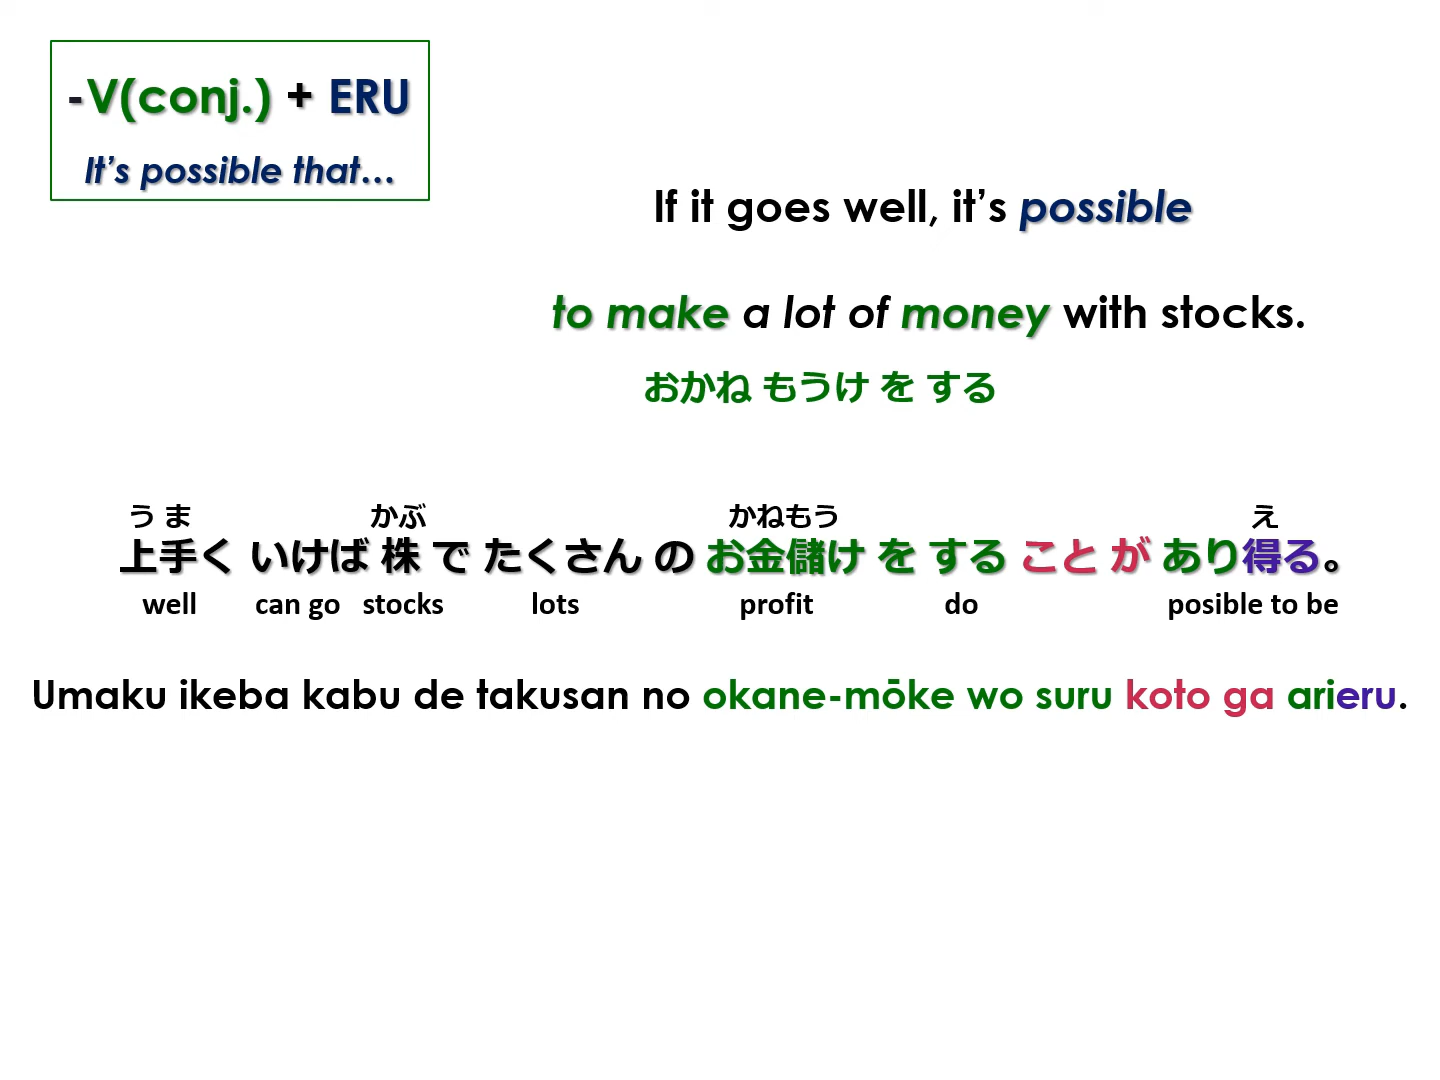 -V(conj.) + ERU
It’s possible that…
If it goes well, it’s possible
to make a lot of money with stocks.
おかね もうけ を する
うま かぶ かねもう え
上手く いけば 株 で たくさん の お金儲け を する こと が あり得る。
well can go stocks lots profit do posible to be
Umaku ikeba kabu de takusan no okane-mōke wo suru koto ga arieru.